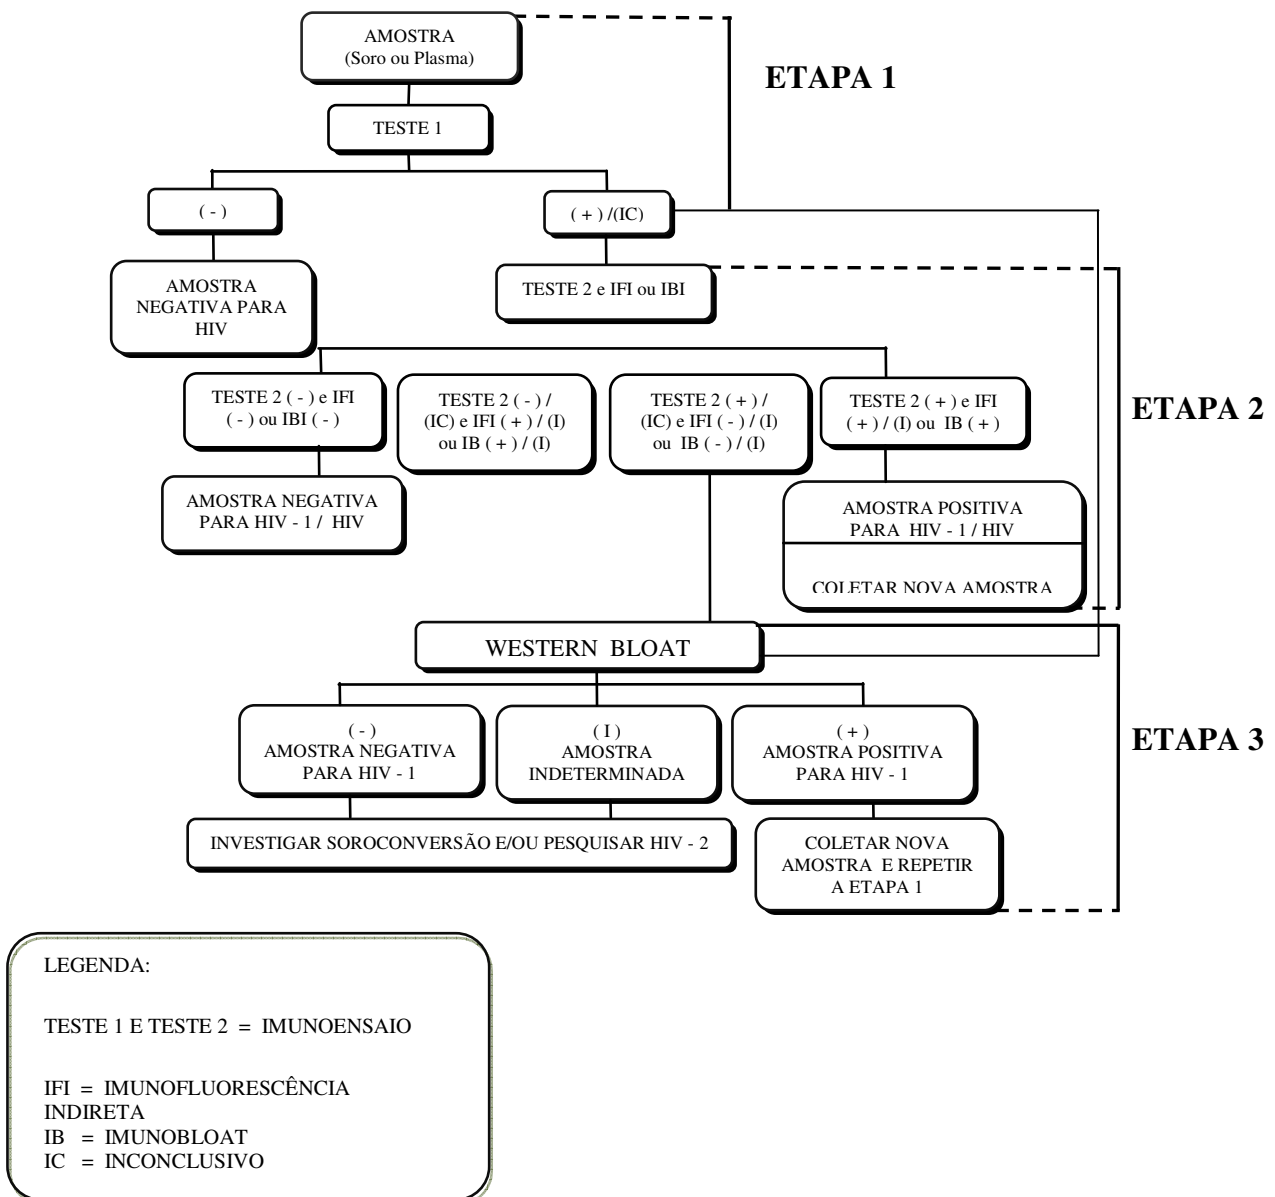 AMOSTRA
(Soro ou Plasma)
ETAPA 1
TESTE 1
( - )
( + ) /(IC)
AMOSTRA
NEGATIVA PARA
HIV
TESTE 2 e IFI ou IBI
TESTE 2 ( - ) e IFI
( - ) ou IBI ( - )
TESTE 2 ( - ) /
(IC) e IFI ( + ) / (I)
ou IB ( + ) / (I)
TESTE 2 ( + ) /
(IC) e IFI ( - ) / (I)
ou IB ( - ) / (I)
TESTE 2 ( + ) e IFI
( + ) / (I) ou IB ( + )
ETAPA 2
AMOSTRA NEGATIVA
PARA HIV - 1 / HIV
AMOSTRA POSITIVA
PARA HIV - 1 / HIV
COLETAR NOVA AMOSTRA
WESTERN BLOAT
( - )
AMOSTRA NEGATIVA
PARA HIV - 1
( I )
AMOSTRA
INDETERMINADA
( + )
AMOSTRA POSITIVA
PARA HIV - 1
ETAPA 3
INVESTIGAR SOROCONVERSÃO E/OU PESQUISAR HIV - 2
COLETAR NOVA
AMOSTRA E REPETIR
A ETAPA 1
LEGENDA:
TESTE 1 E TESTE 2 = IMUNOENSAIO
IFI = IMUNOFLUORESCÊNCIA
INDIRETA
IB = IMUNOBLOAT
IC = INCONCLUSIVO